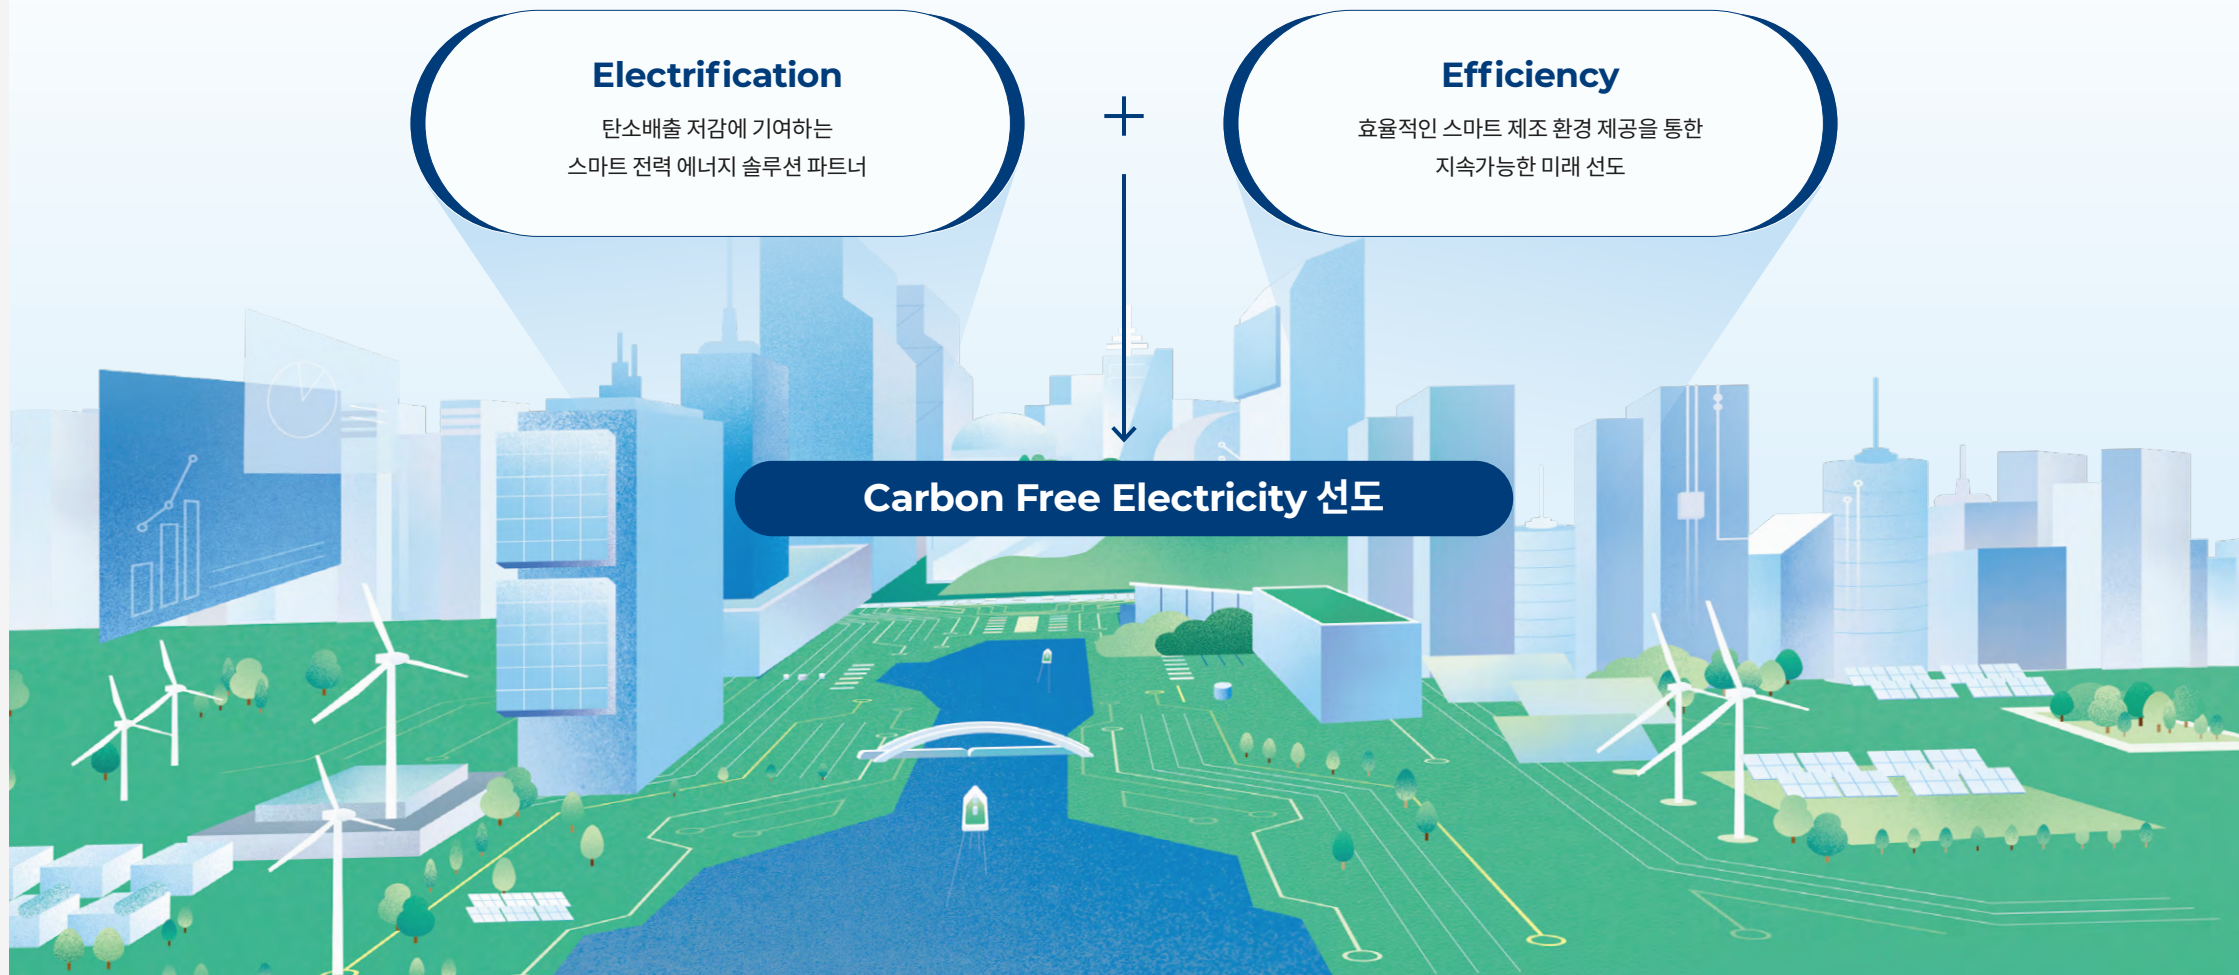 Electrification
탄소배출 저감에 기여하는
스마트 전력 에너지 솔루션 파트너
+
Efficiency
효율적인 스마트 제조 환경 제공을 통한
지속가능한 미래 선도
Carbon Free Electricity 선도